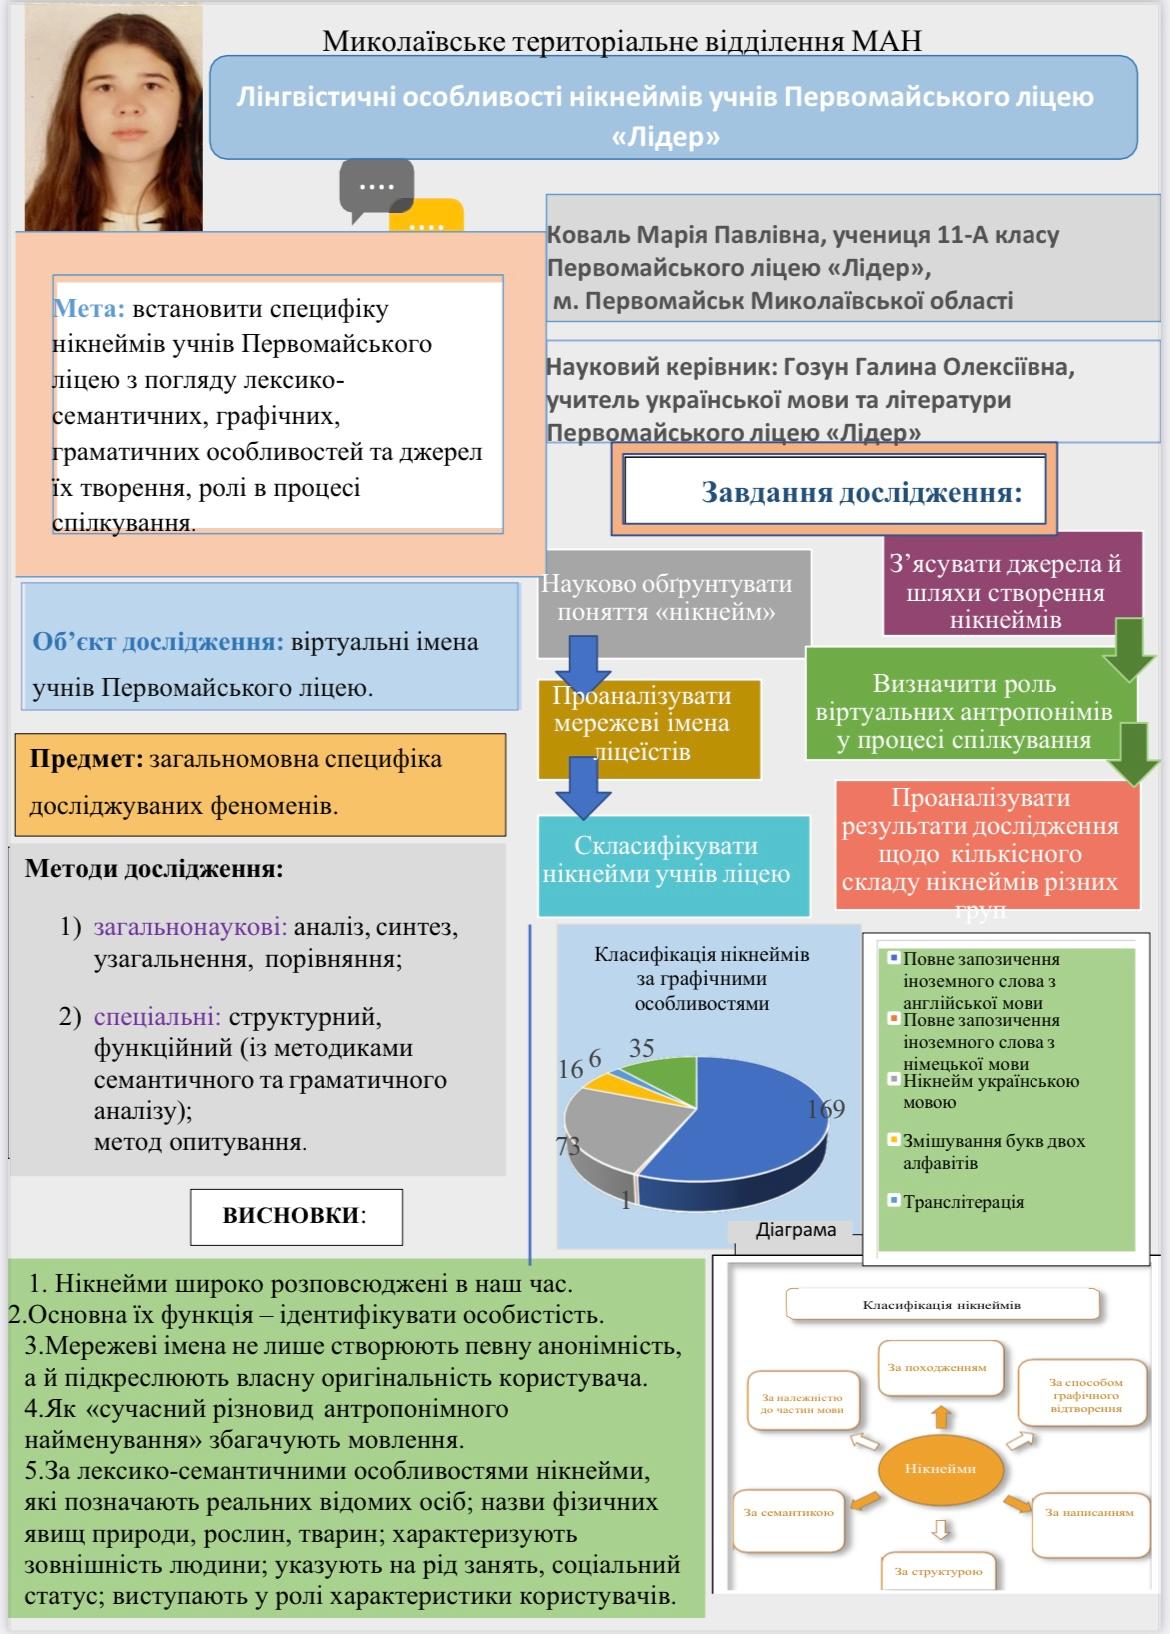 Миколаївське територіальне відділення МАН
Лінгвістичні особливості нікнеймів учнів Первомайського ліцею
«Лідер»
....
....
Коваль Марія Павлівна, учениця 11-А класу
Первомайського ліцею «Лідер»,
м. Первомайськ Миколаївської області
Мета: встановити специфіку
нікнеймів учнів Первомайського
ліцею з погляду лексико-
семантичних, графічних,
граматичних особливостей та джерел
їх творення, ролі в процесі
спілкування.
Науковий керівник: Гозун Галина Олексіївна,
учитель української мови та літератури
Первомайського ліцею «Лідер»
Завдання дослідження:
Науково обґрунтувати
поняття «нікнейм»
Проаналізувати
мережеві імена
ліцеїстів
Скласифікувати
нікнейми учнів ліцею
З’ясувати джерела й
шляхи створення
нікнеймів
Визначити роль
віртуальних антропонімів
у процесі спілкування
Проаналізувати
результати дослідження
щодо кількісного
складу нікнеймів різних
груп
Об’єкт дослідження: віртуальні імена
учнів Первомайського ліцею.
Предмет: загальномовна специфіка
досліджуваних феноменів.
Методи дослідження:
1) загальнонаукові: аналіз, синтез,
узагальнення, порівняння;
2) спеціальні: структурний,
функційний (із методиками
семантичного та граматичного
аналізу);
метод опитування.
Класифікація нікнеймів
за графічними
особливостями
169
1
73
16
6
35
Діаграма
Повне запозичення
іноземного слова з
англійської мови
Повне запозичення
іноземного слова з
німецької мови
Нікнейм українською
мовою
Змішування букв двох
алфавітів
Транслітерація
ВИСНОВКИ:
1. Нікнейми широко розповсюджені в наш час.
2.Основна їх функція – ідентифікувати особистість.
3.Мережеві імена не лише створюють певну анонімність,
а й підкреслюють власну оригінальність користувача.
4.Як «сучасний різновид антропонімного
найменування» збагачують мовлення.
5.За лексико-семантичними особливостями нікнейми,
які позначають реальних відомих осіб; назви фізичних
явищ природи, рослин, тварин; характеризують
зовнішність людини; указують на рід занять, соціальний
статус; виступають у ролі характеристики користувачів.
Класифікація нікнеймів
За походженням
За належністю
до частин мови
За способом
графічного
відтворення
Нікнейми
За семантикою
За написанням
За структурою